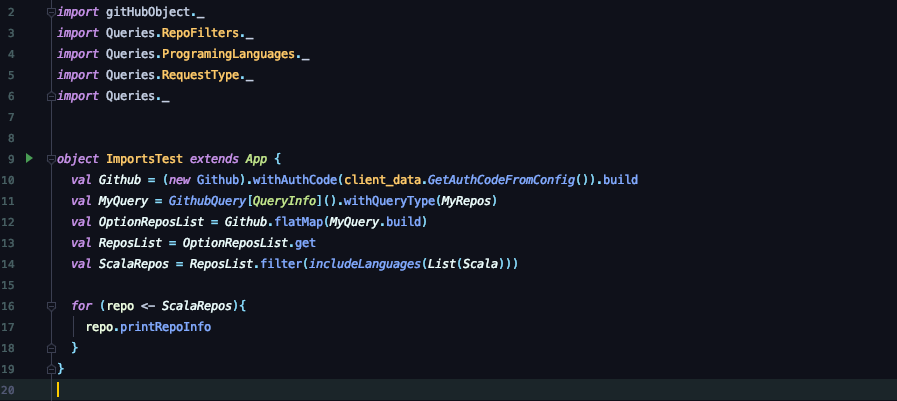 2 import gitHubObject._
3 import Queries.RepoFilters._
4 import Queries.ProgramingLanguages._
5 import Queries.RequestType._
6 import Queries._
7
8
9 object ImportsTest extends App {
10 val Github = (new Github).withAuthCode(client_data.GetAuthCodeFromConfig()).build
11 val MyQuery = GithubQuery[QueryInfo]().withQueryType(MyRepos)
12 val OptionReposList = Github.flatMap(MyQuery.build)
13 val ReposList = OptionReposList.get
14 val ScalaRepos = ReposList.filter(includeLanguages(List(Scala)))
15
16 for (repo <- ScalaRepos){
17 repo.printRepoInfo
18 }
19 }
20